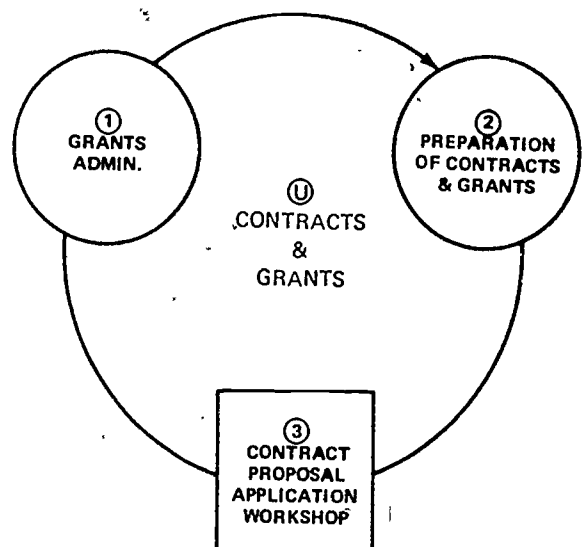 ①
GRANTS
ADMIN.
②
PREPARATION
OF CONTRACTS
& GRANTS
Ⓤ
CONTRACTS
&
GRANTS
③
CONTRACT
PROPOSAL
APPLICATION
WORKSHOP